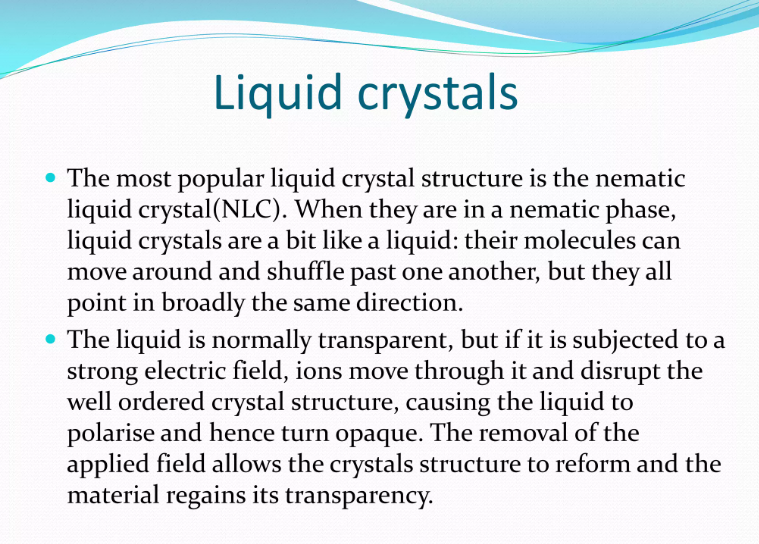 Liquid crystals
The most popular liquid crystal structure is the nematic
liquid crystal(NLC). When they are in a nematic phase,
liquid crystals are a bit like a liquid: their molecules can
move around and shuffle past one another, but they all
point in broadly the same direction.
The liquid is normally transparent, but if it is subjected to a
strong electric field, ions move through it and disrupt the
well ordered crystal structure, causing the liquid to
polarise and hence turn opaque. The removal of the
applied field allows the crystals structure to reform and the
material regains its transparency.